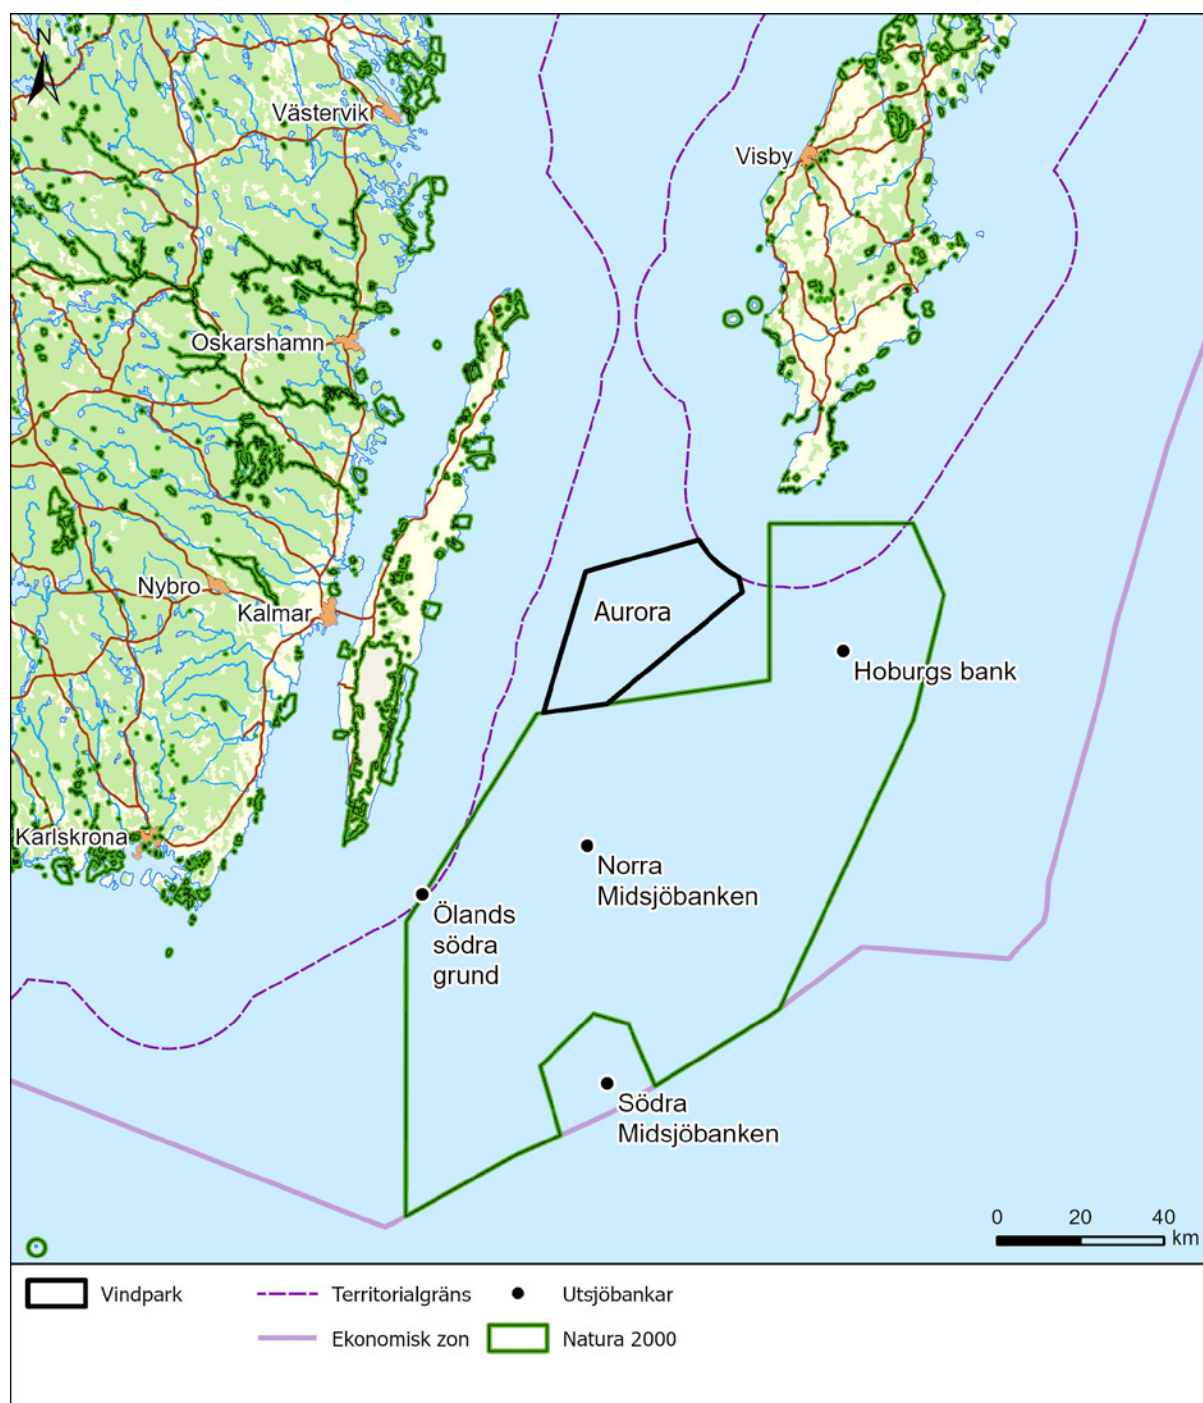 N
Västervik
Visby
Oskarshamn
Nybro
Kalmar
Aurora
Hoburgs bank
Karlskrona
Norra
Midsjöbanken
Ölands
södra
grund
Södra
Midsjöbanken
0 20 40
km
Vindpark
Territorialgräns
Utsjöbankar
Ekonomisk zon
Natura 2000